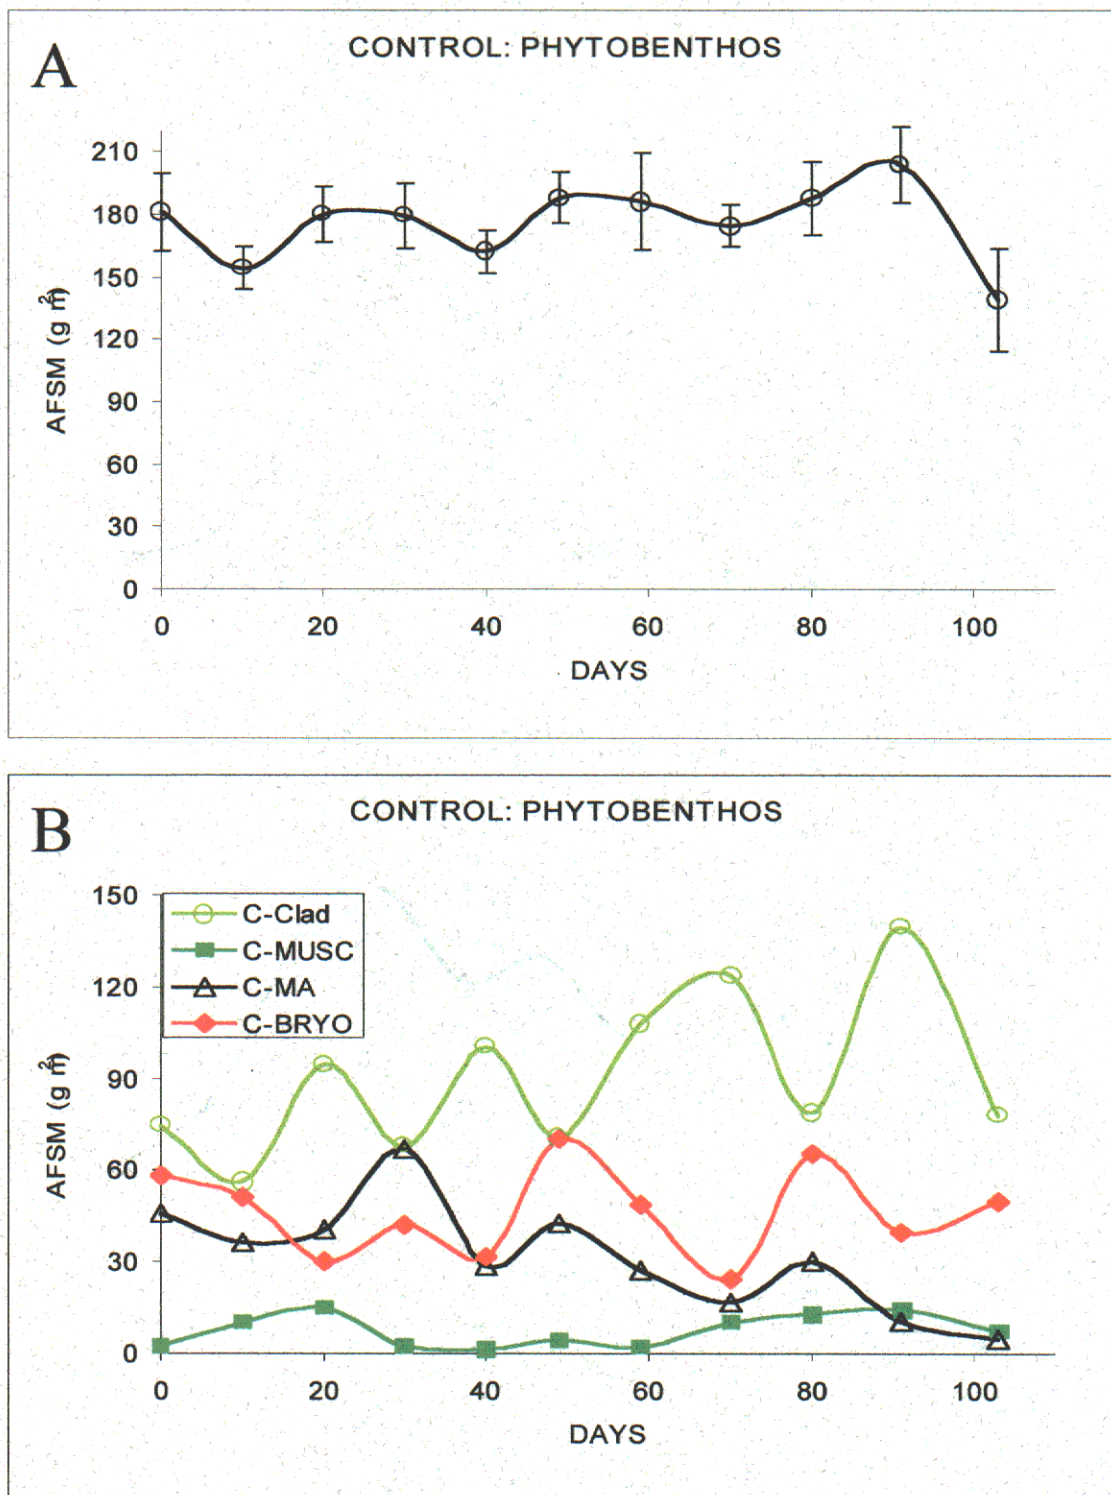 A
CONTROL: PHYTOBENTHOS
210
180
150
120
90
60
30
0
AFSM (g m²)
0 20 40 60 80 100
DAYS
B
CONTROL: PHYTOBENTHOS
150
120
90
60
30
0
C-Clad
C-MUSC
C-MA
C-BRYO
AFSM (g m²)
0 20 40 60 80 100
DAYS